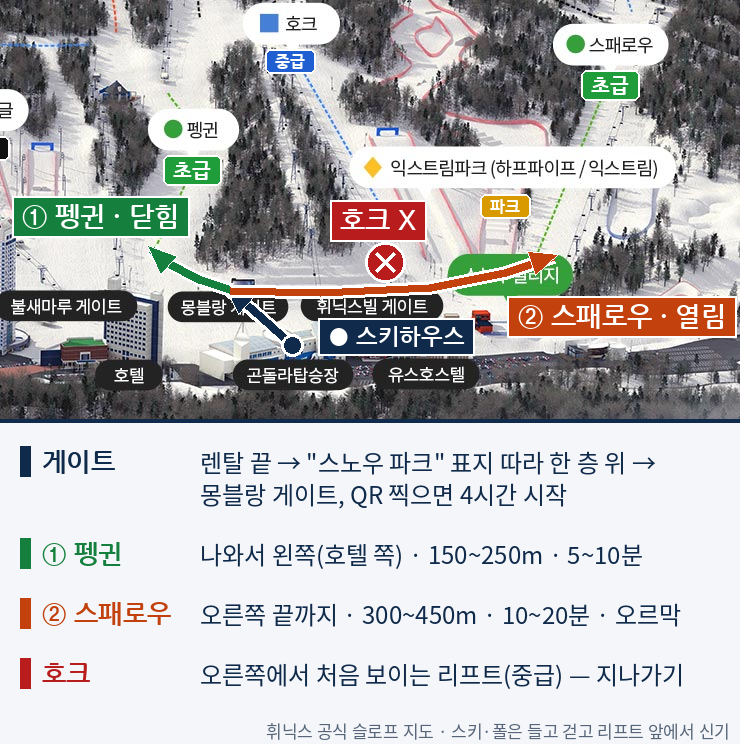 호크
중급
스패로우
초급
글
펭귄
초급
익스트림파크 (하프파이프 / 익스트림)
파크
① 펭귄 · 닫힘
호크 X
② 스패로우 · 열림
불새마루 게이트
몽블랑
휘닉스빌 게이트
● 스키하우스
호텔
곤돌라탑승장
유스호스텔
게이트
렌탈 끝 → "스노우 파크" 표지 따라 한 층 위 →
몽블랑 게이트, QR 찍으면 4시간 시작
① 펭귄
나와서 왼쪽(호텔 쪽) · 150~250m · 5~10분
② 스패로우
오른쪽 끝까지 · 300~450m · 10~20분 · 오르막
호크
오른쪽에서 처음 보이는 리프트(중급) — 지나가기
휘닉스 공식 슬로프 지도 · 스키·폴은 들고 걷고 리프트 앞에서 신기